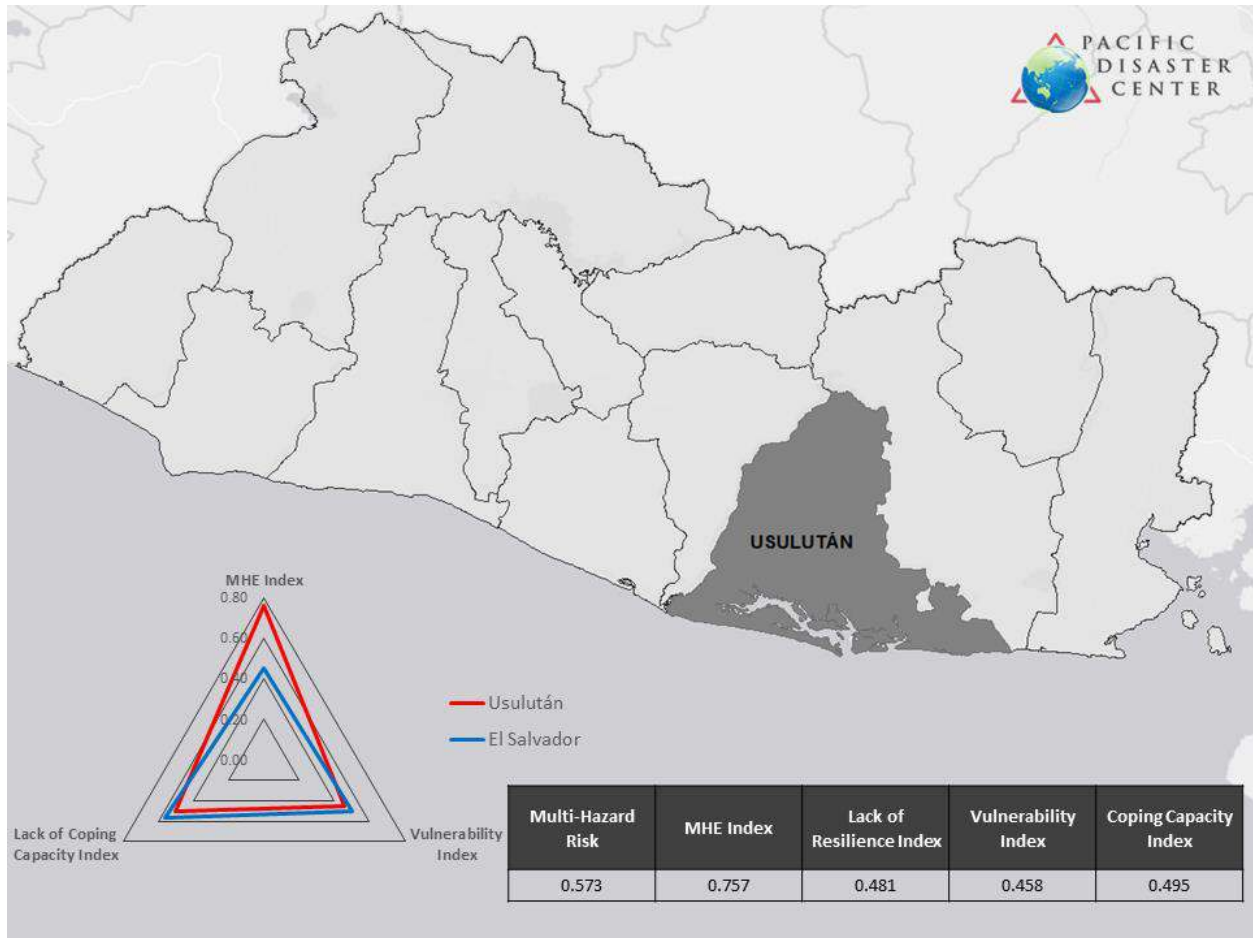 PACIFIC
DISASTER
CENTER
USULUTÁN
MHE Index
0.80
0.60
0.40
0.20
0.00
Lack of Coping
Capacity Index
Vulnerability
Index
Usulután
El Salvador
Multi-Hazard
Risk
MHE Index
Lack of
Resilience Index
Vulnerability
Index
Coping Capacity
Index
0.573
0.757
0.481
0.458
0.495